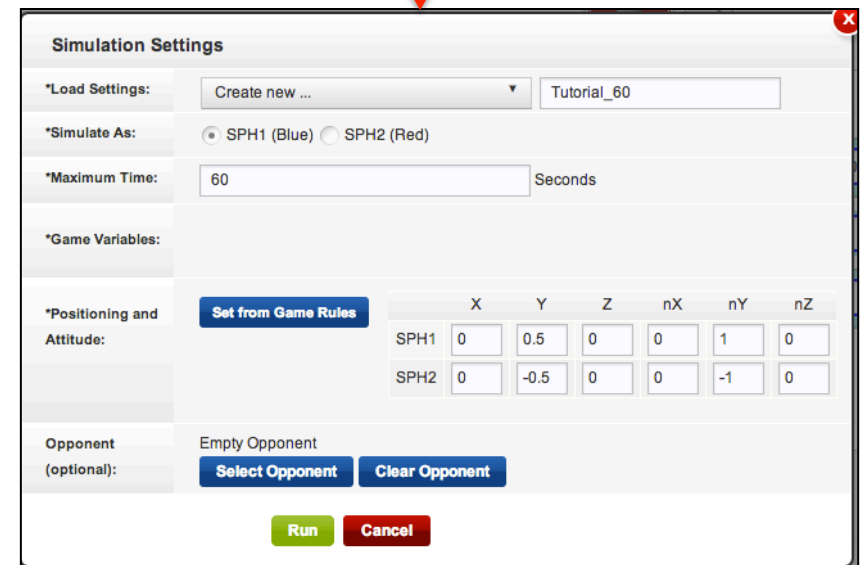 X
Simulation Settings
*Load Settings: Create new ... Tutorial_60
*Simulate As: SPH1 (Blue) SPH2 (Red)
*Maximum Time: 60 Seconds
*Game Variables:
*Positioning and Attitude: Set from Game Rules
X Y Z nX nY nZ
SPH1 0 0.5 0 0 1 0
SPH2 0 -0.5 0 0 -1 0
Opponent (optional): Empty Opponent
Select Opponent Clear Opponent
Run Cancel